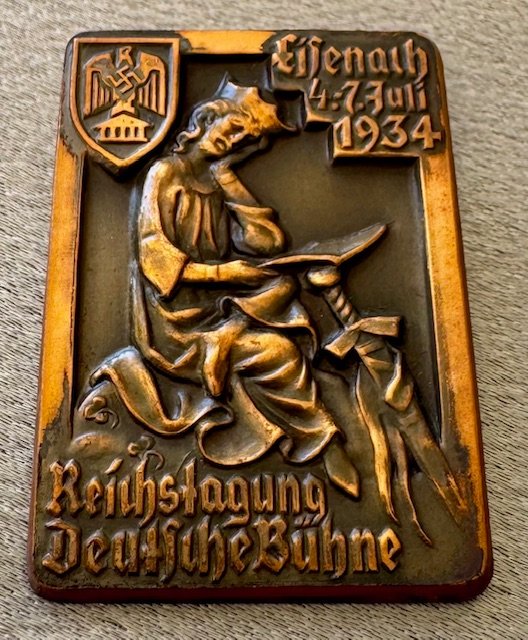 Eisenach
4.-7. Juli
1934
Reichstagung
Deutsche Bühne